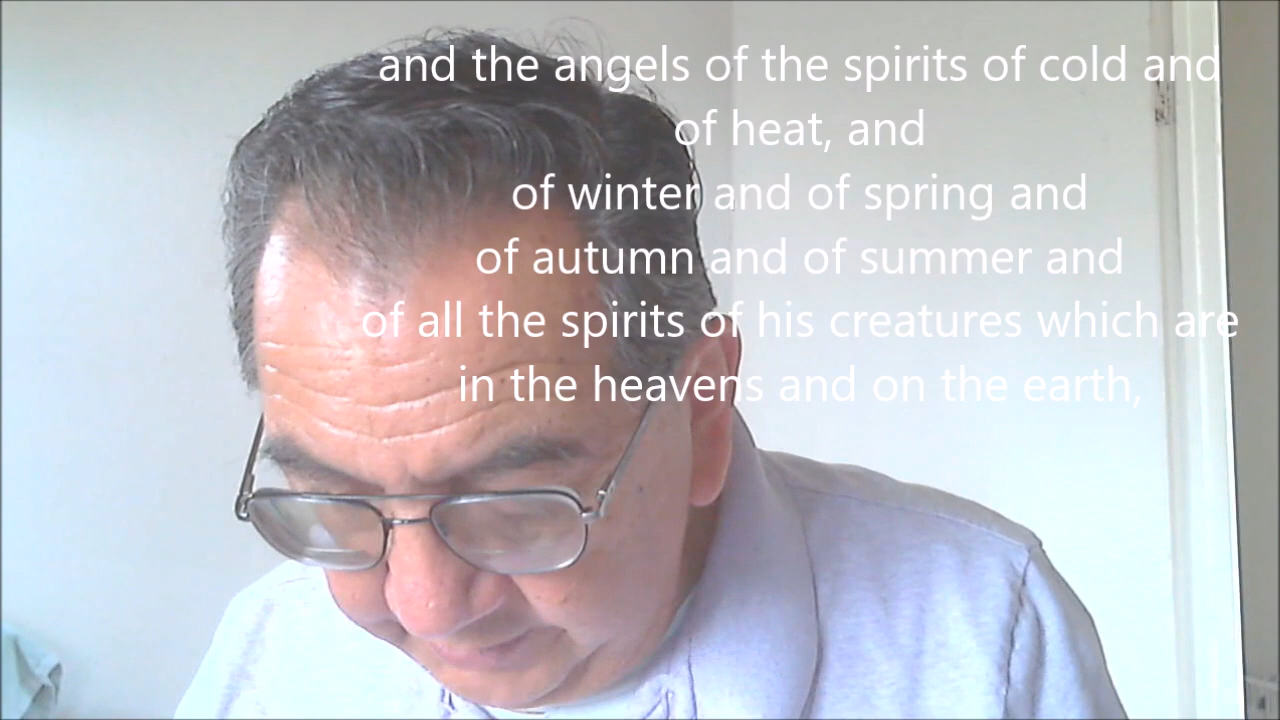 and the angels of the spirits of cold and
of heat, and
of winter and of spring and
of autumn and of summer and
of all the spirits of his creatures which are
in the heavens and on the earth,